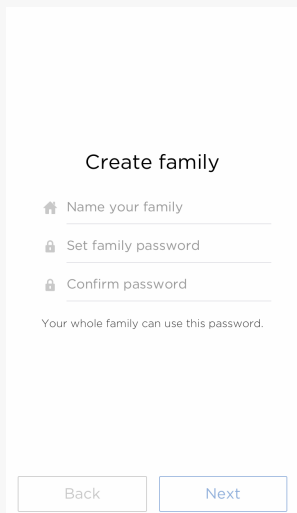 Create family
Name your family
Set family password
Confirm password
Your whole family can use this password.
Back
Next